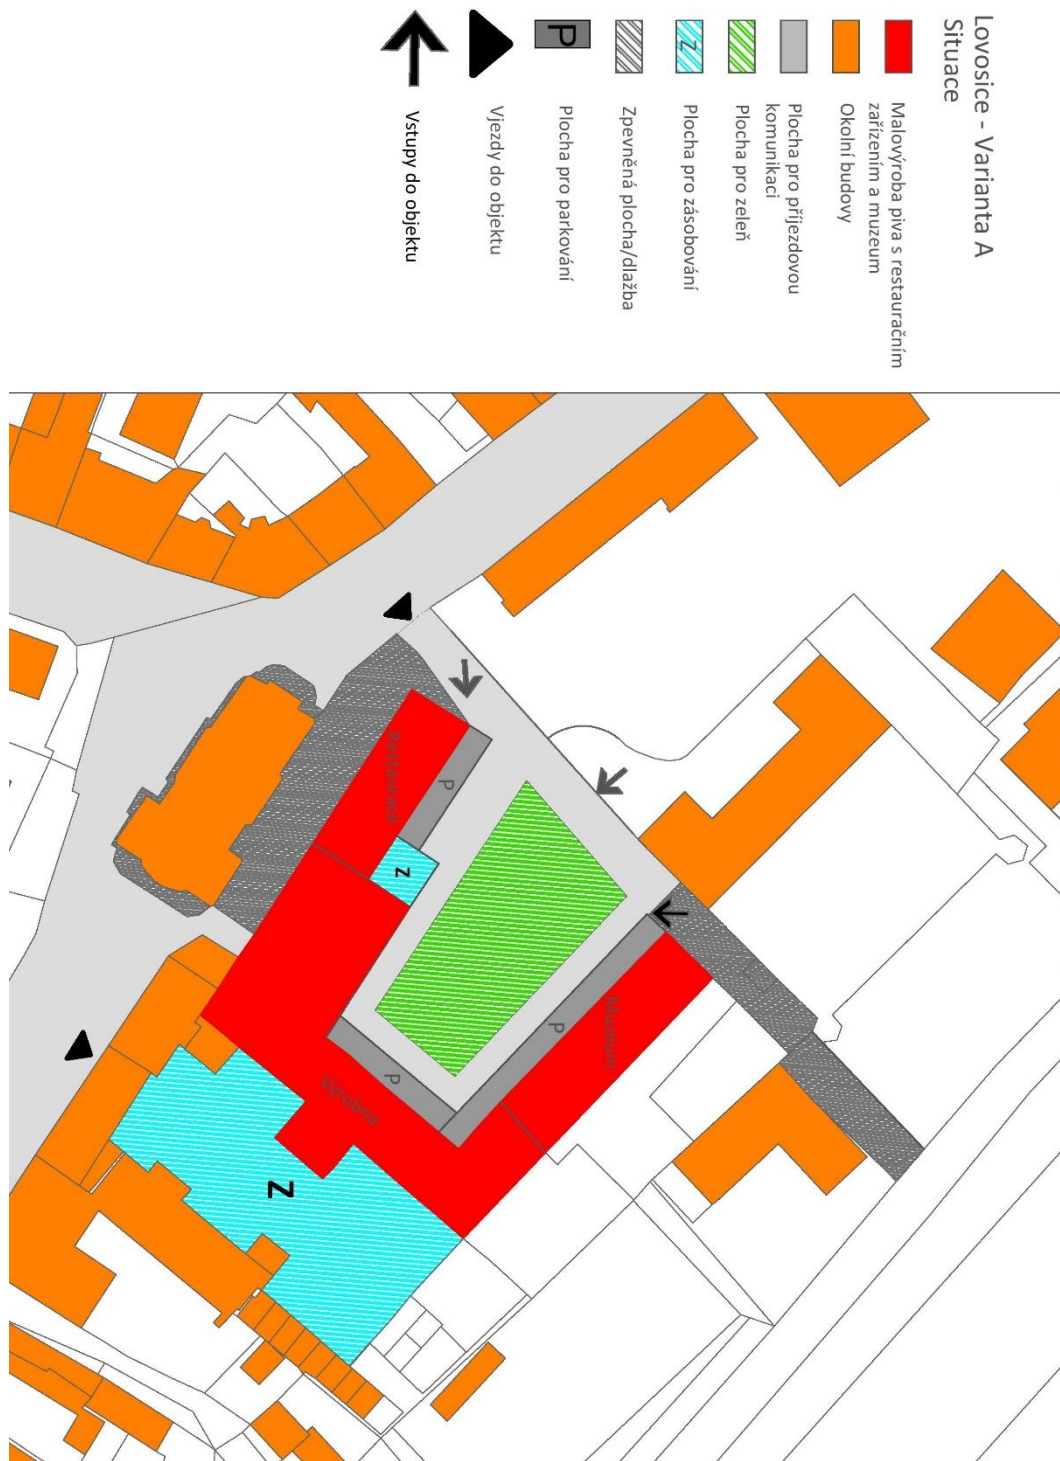 Lovosice - Varianta A
Situace
Malovýroba piva s restauračním
zařízením a muzeum
Okolní budovy
Plocha pro příjezdovou
komunikaci
Plocha pro zeleň
Z
Plocha pro zásobování
Zpevněná plocha/dlažba
P
Plocha pro parkování
Vjezdy do objektu
Vstupy do objektu
Restaurace
P
Z
Muzeum
P
P
Výrobna
Z